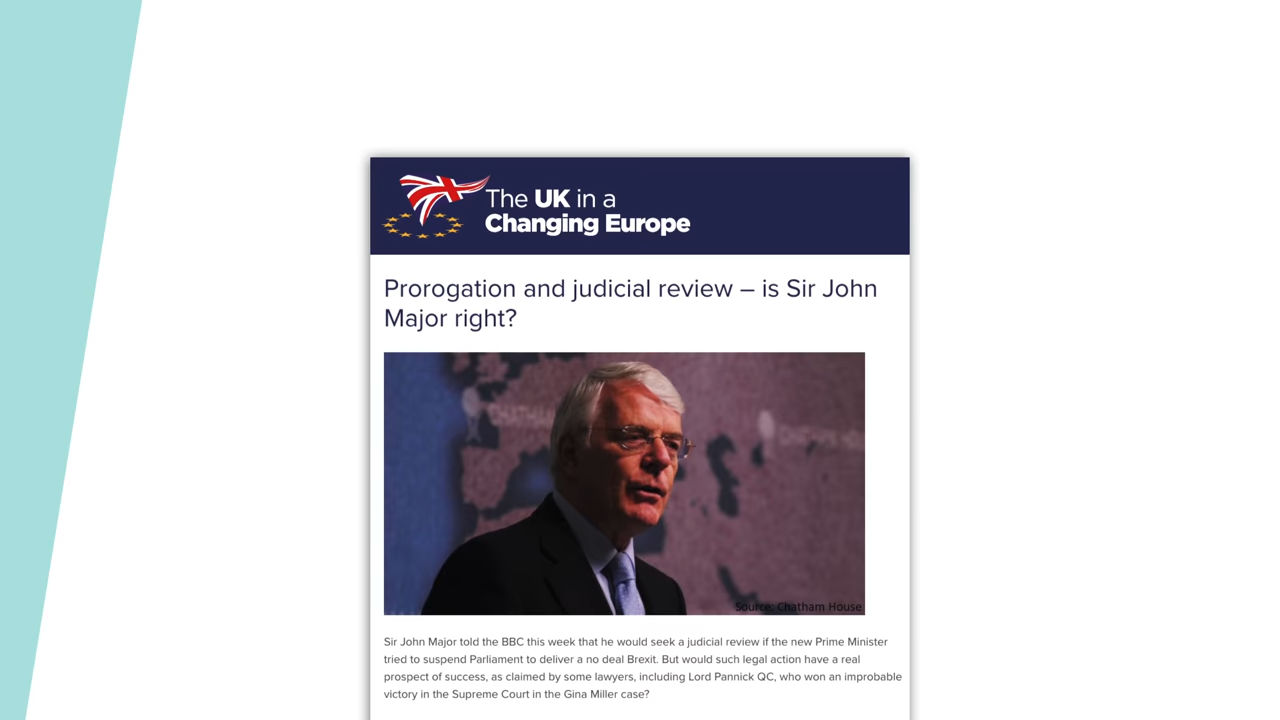 The UK in a
Changing Europe
Prorogation and judicial review – is Sir John
Major right?
CHATHAM
Source: Chatham House
Sir John Major told the BBC this week that he would seek a judicial review if the new Prime Minister
tried to suspend Parliament to deliver a no deal Brexit. But would such legal action have a real
prospect of success, as claimed by some lawyers, including Lord Pannick QC, who won an improbable
victory in the Supreme Court in the Gina Miller case?